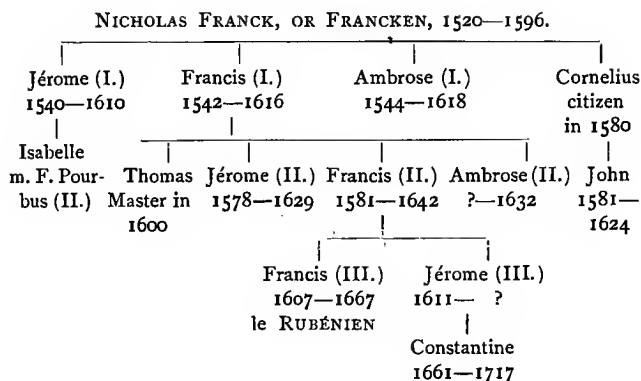 NICHOLAS FRANCK, OR FRANCKEN, 1520—1596.
Jérome (I.) Francis (I.) Ambrose (I.) Cornelius
1540—1610 1542—1616 1544—1618 citizen
in 1580
Isabelle
m. F. Pour-
bus (II.)
Thomas Jérome (II.) Francis (II.) Ambrose (II.) John
Master in 1578—1629 1581—1642 ?—1632 1581—
1600 1624
Francis (III.) Jérome (III.)
1607—1667 1611— ?
le RUBÉNIEN
Constantine
1661—1717